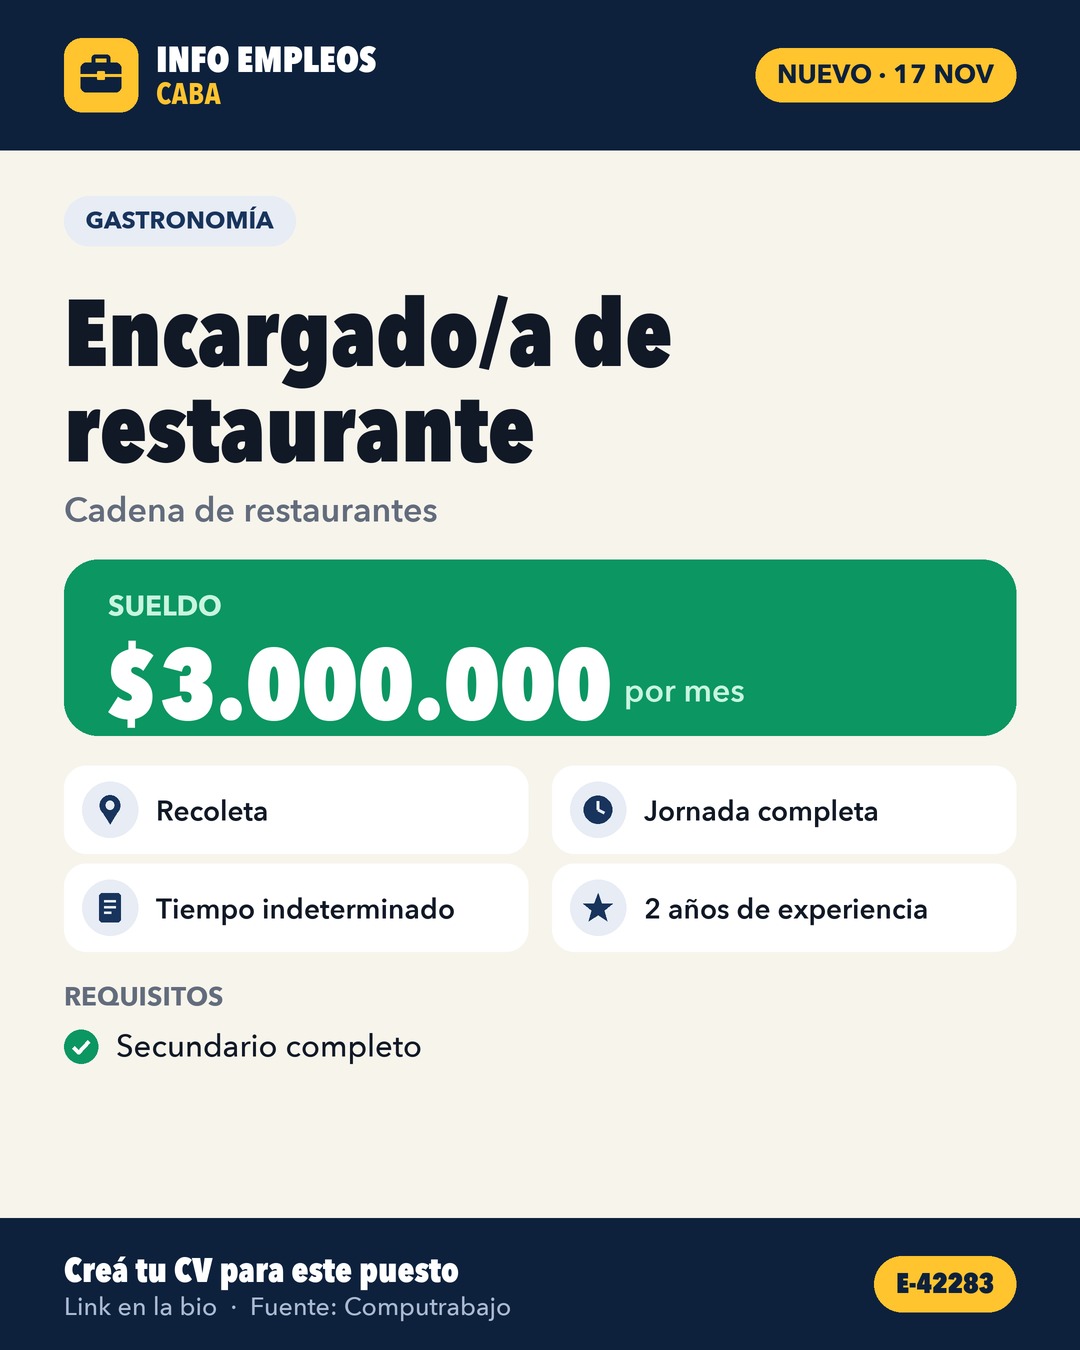 INFO EMPLEOS
CABA
NUEVO · 17 NOV
GASTRONOMÍA
Encargado/a de
restaurante
Cadena de restaurantes
SUELDO
$3.000.000 por mes
Recoleta
Jornada completa
Tiempo indeterminado
2 años de experiencia
REQUISITOS
Secundario completo
Creá tu CV para este puesto
Link en la bio · Fuente: Computrabajo
E-42283